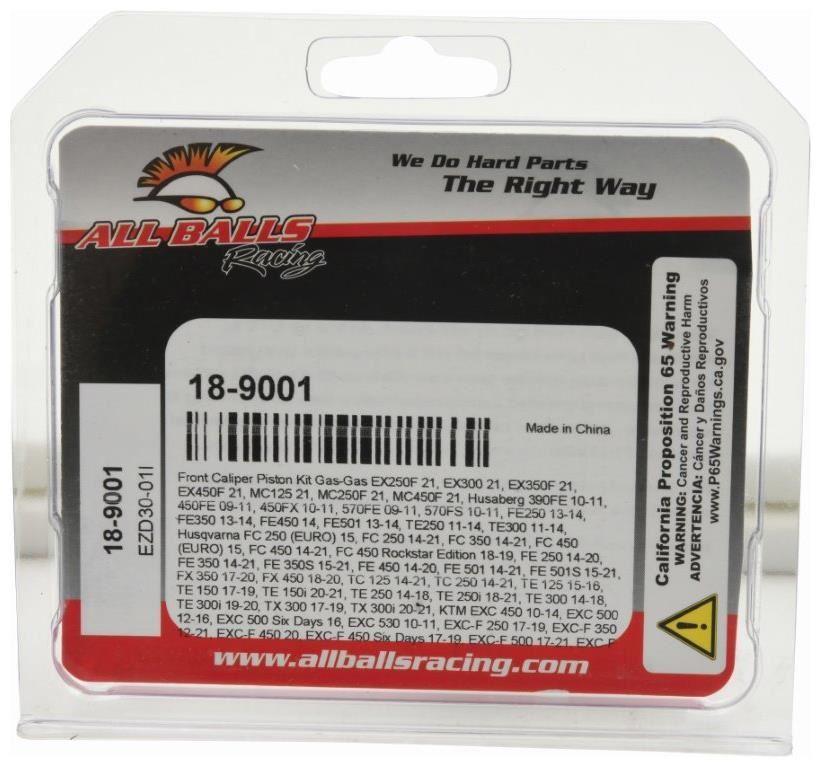 We Do Hard Parts
The Right Way
ALL BALLS
Racing
18-9001
Made in China
Front Caliper Piston Kit Gas-Gas EX250F 21, EX300 21, EX350F 21,
EX450F 21, MC125 21, MC250F 21, MC450F 21, Husaberg 390FE 10-11,
450FE 09-11, 450FX 10-11, 570FE 09-11, 570FS 10-11, FE250 13-14,
FE350 13-14, FE450 14, FE501 13-14, TE250 11-14, TE300 11-14,
Husqvarna FC 250 (EURO) 15, FC 250 14-21, FC 350 14-21, FC 450
(EURO) 15, FC 450 14-21, FC 450 Rockstar Edition 18-19, FE 250 14-20,
FE 350 14-21, FE 350S 15-21, FE 450 14-20, FE 501 14-21, FE 501S 15-21,
FX 350 17-20, FX 450 18-20, TC 125 14-21, TC 250 14-21, TE 125 15-16,
TE 150 17-19, TE 150i 20-21, TE 250 14-18, TE 250i 18-21, TE 300 14-18,
TE 300i 19-20, TX 300 17-19, TX 300i 20-21, KTM EXC 450 10-14, EXC 500
12-16, EXC 500 Six Days 16, EXC 530 10-11, EXC-F 250 17-19, EXC-F 350
12-21, EXC-F 450 20, EXC-F 450 Six Days 17-19, EXC-F 500 17-21, EXC-F
www.allballsracing.com
18-9001
EZD30-01I
California Proposition 65 Warning
WARNING: Cancer and Reproductive Harm
ADVERTENCIA: Cáncer y Daños Reproductivos
www.P65Warnings.ca.gov